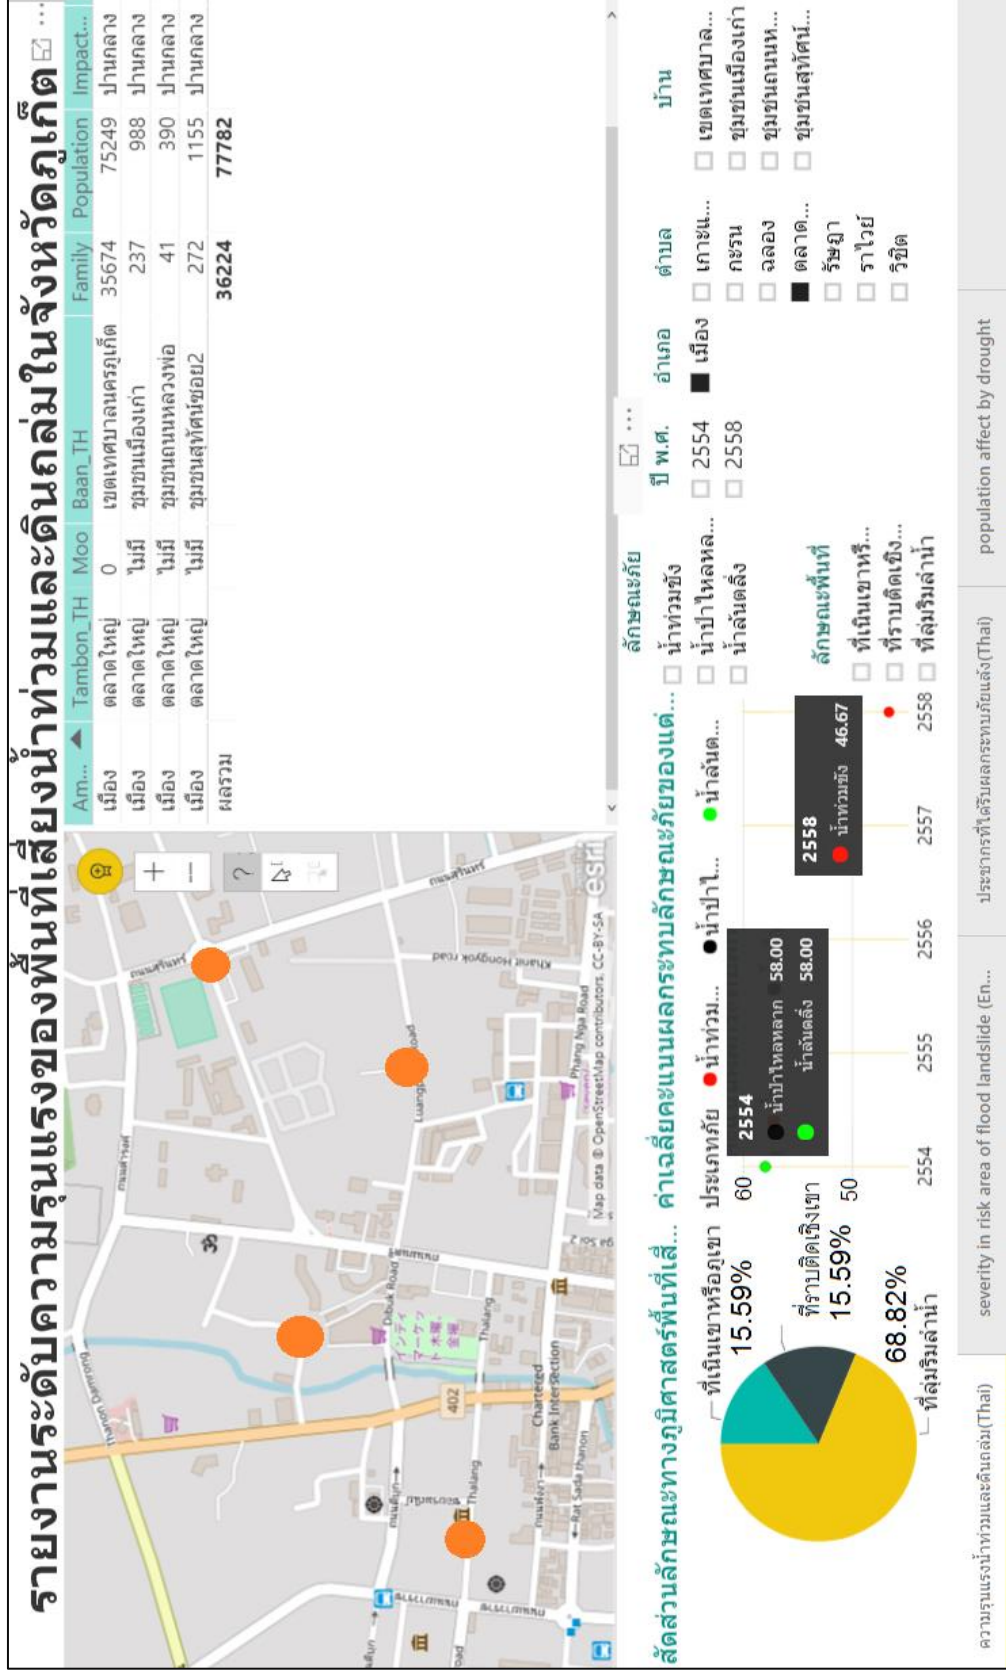 รายงานระดับความรุนแรงของพื้นที่เสี่ยงน้ำท่วมและดินถล่มในจังหวัดภูเก็ต
Am... Tambon_TH Moo Baan_TH Family Population Impact...
เมือง ตลาดใหญ่ 0 เขตเทศบาลนครภูเก็ต 35674 75249 ปานกลาง
เมือง ตลาดใหญ่ ไม่มี ชุมชนเมืองเก่า 237 988 ปานกลาง
เมือง ตลาดใหญ่ ไม่มี ชุมชนถนนหลวงพ่อ 41 390 ปานกลาง
เมือง ตลาดใหญ่ ไม่มี ชุมชนสุทัศน์ซอย2 272 1155 ปานกลาง
ผลรวม 36224 77782
Thanon Damrong
Dibuk Road
インディ
マーケッ
ト 木曜,
金曜,
402
Thalang
Thalang
Chartered
Bank Intersection
Rat Sada thanon
Khanit Hongyok road
Phang Nga Road
Map data © OpenStreetMap contributors, CC-BY-SA
esri
สัดส่วนลักษณะทางภูมิศาสตร์พื้นที่เสี่...
ที่เนินเขาหรือภูเขา
15.59%
ที่ราบติดเชิงเขา
15.59%
68.82%
ที่ลุ่มริมลำน้ำ
ค่าเฉลี่ยคะแนนผลกระทบลักษณะภัยของแต่...
ประเภทภัย น้ำท่วม... น้ำป่าไ... น้ำล้นต...
60
50
2554
น้ำป่าไหลหลาก 58.00
น้ำล้นตลิ่ง 58.00
2558
น้ำท่วมขัง 46.67
2554 2555 2556 2557 2558
ลักษณะภัย
น้ำท่วมขัง
น้ำป่าไหลหล...
น้ำล้นตลิ่ง
ลักษณะพื้นที่
ที่เนินเขาหรื...
ที่ราบติดเชิง...
ที่ลุ่มริมลำน้ำ
ปี พ.ศ.
2554
2558
อำเภอ
เมือง
ตำบล
เกาะแ...
กะรน
ฉลอง
ตลาด...
รัษฎา
ราไวย์
วิชิต
บ้าน
เขตเทศบาล...
ชุมชนเมืองเก่า
ชุมชนถนนห...
ชุมชนสุทัศน์...
ความรุนแรงน้ำท่วมและดินถล่ม(Thai)
severity in risk area of flood landslide (En...
ประชากรที่ได้รับผลกระทบภัยแล้ง(Thai)
population affect by drought